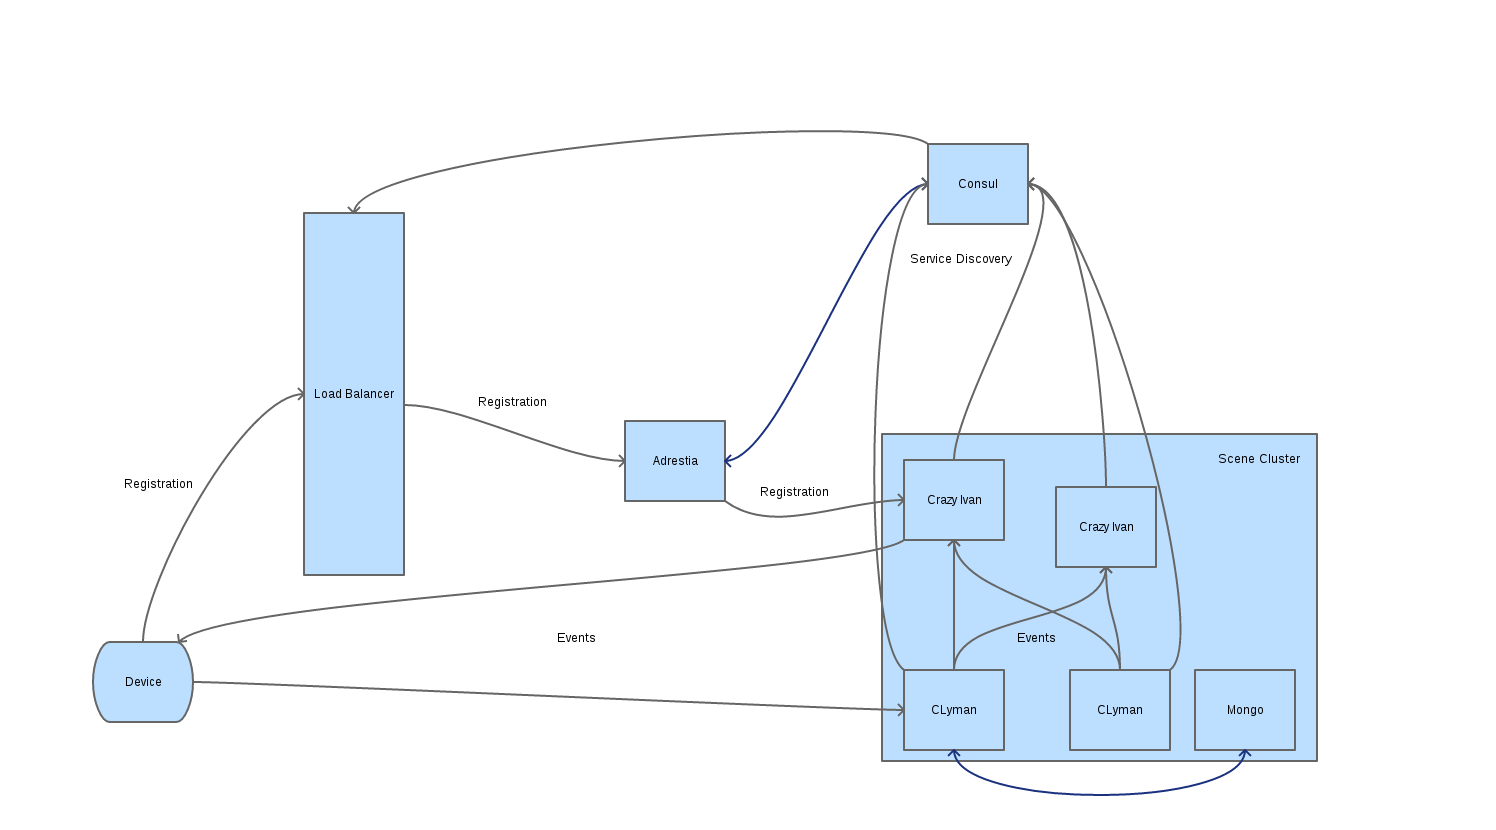 Consul
Service Discovery
Load Balancer
Registration
Adrestia
Registration
Registration
Scene Cluster
Crazy Ivan
Crazy Ivan
Events
Events
Device
CLyman
CLyman
Mongo